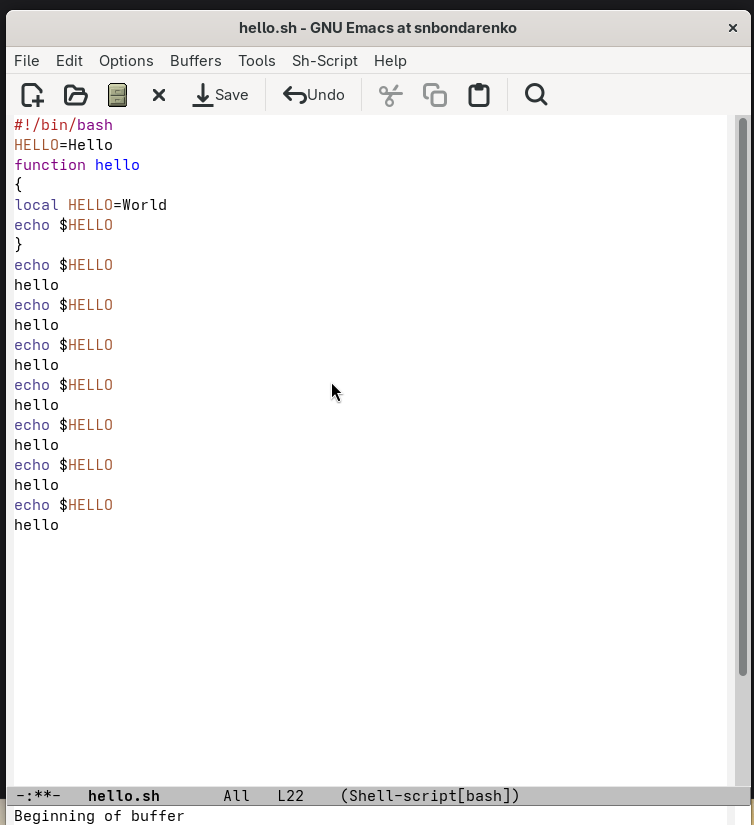 hello.sh - GNU Emacs at snbondarenko
File Edit Options Buffers Tools Sh-Script Help
Save Undo
#!/bin/bash
HELLO=Hello
function hello
{
local HELLO=World
echo $HELLO
}
echo $HELLO
hello
echo $HELLO
hello
echo $HELLO
hello
echo $HELLO
hello
echo $HELLO
hello
echo $HELLO
hello
echo $HELLO
hello
-:**- hello.sh All L22 (Shell-script[bash])
Beginning of buffer